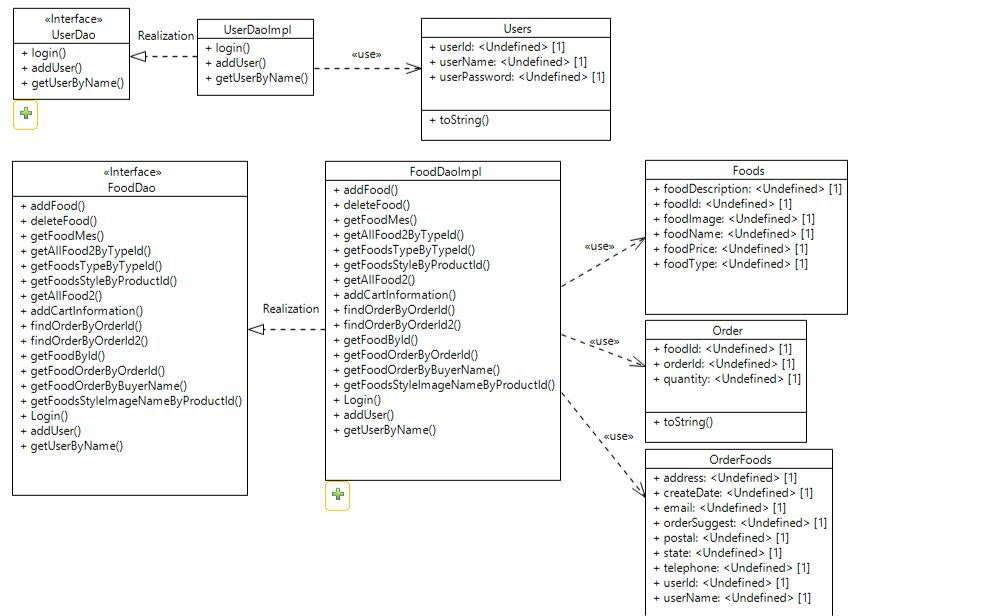 «Interface»
UserDao
+ login()
+ addUser()
+ getUserByName()
Realization
UserDaoImpl
+ login()
+ addUser()
+ getUserByName()
«use»
Users
+ userId: <Undefined> [1]
+ userName: <Undefined> [1]
+ userPassword: <Undefined> [1]
+ toString()
«Interface»
FoodDao
+ addFood()
+ deleteFood()
+ getFoodMes()
+ getAllFood2ByTypeId()
+ getFoodsTypeByTypeId()
+ getFoodsStyleByProductId()
+ getAllFood2()
+ addCartInformation()
+ findOrderByOrderId()
+ findOrderByOrderId2()
+ getFoodById()
+ getFoodOrderByOrderId()
+ getFoodOrderByBuyerName()
+ getFoodsStyleImageNameByProductId()
+ Login()
+ addUser()
+ getUserByName()
Realization
FoodDaoImpl
+ addFood()
+ deleteFood()
+ getFoodMes()
+ getAllFood2ByTypeId()
+ getFoodsTypeByTypeId()
+ getFoodsStyleByProductId()
+ getAllFood2()
+ addCartInformation()
+ findOrderByOrderId()
+ findOrderByOrderId2()
+ getFoodById()
+ getFoodOrderByOrderId()
+ getFoodOrderByBuyerName()
+ getFoodsStyleImageNameByProductId()
+ Login()
+ addUser()
+ getUserByName()
«use»
«use»
«use»
Foods
+ foodDescription: <Undefined> [1]
+ foodId: <Undefined> [1]
+ foodImage: <Undefined> [1]
+ foodName: <Undefined> [1]
+ foodPrice: <Undefined> [1]
+ foodType: <Undefined> [1]
Order
+ foodId: <Undefined> [1]
+ orderId: <Undefined> [1]
+ quantity: <Undefined> [1]
+ toString()
OrderFoods
+ address: <Undefined> [1]
+ createDate: <Undefined> [1]
+ email: <Undefined> [1]
+ orderSuggest: <Undefined> [1]
+ postal: <Undefined> [1]
+ state: <Undefined> [1]
+ telephone: <Undefined> [1]
+ userId: <Undefined> [1]
+ userName: <Undefined> [1]